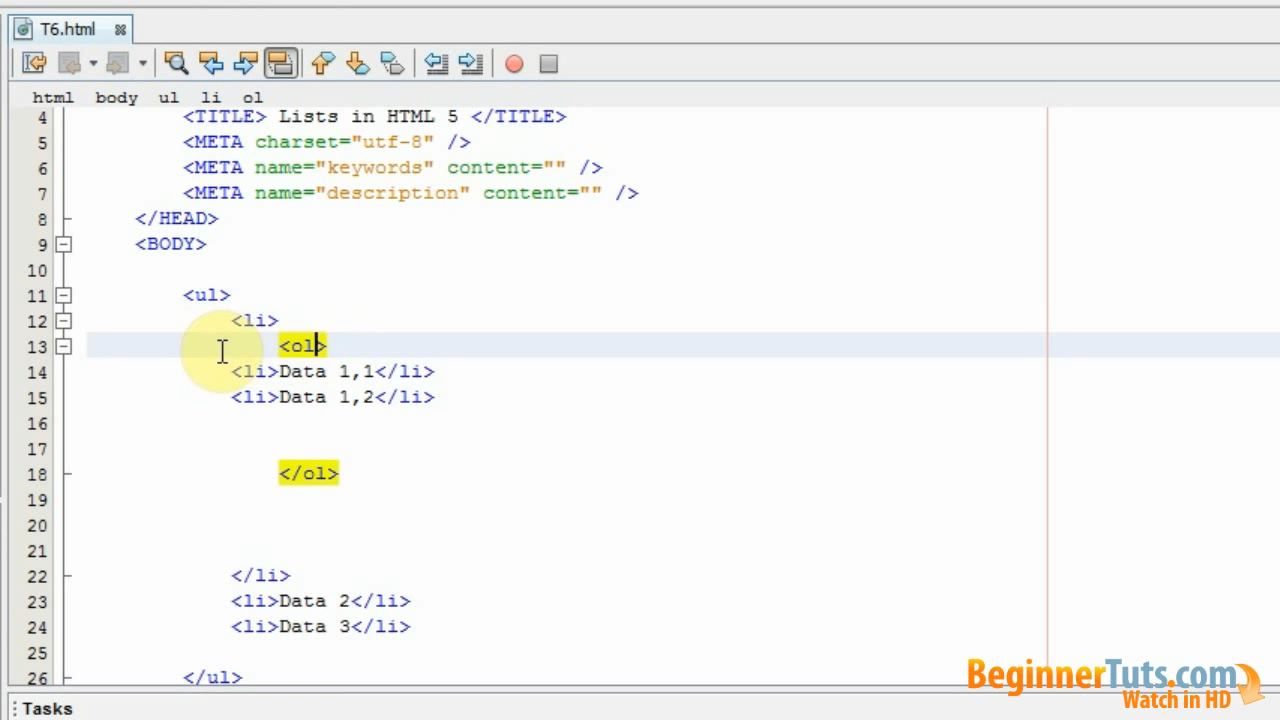 T6.html
html body ul li ol
4 <TITLE> Lists in HTML 5 </TITLE>
5 <META charset="utf-8" />
6 <META name="keywords" content="" />
7 <META name="description" content="" />
8 </HEAD>
9 <BODY>
10
11 <ul>
12 <li>
13 <ol>
14 <li>Data 1,1</li>
15 <li>Data 1,2</li>
16
17
18 </ol>
19
20
21
22 </li>
23 <li>Data 2</li>
24 <li>Data 3</li>
25
26 </ul>
BeginnerTuts.com
Watch in HD
Tasks